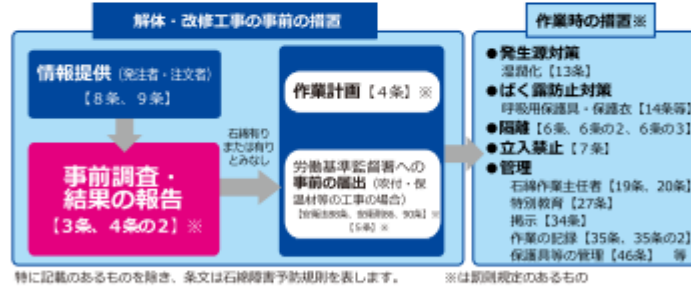 解体・改修工事の事前の措置
情報提供（発注者・注文者）
【8条、9条】
事前調査・
結果の報告
【3条、4条の2】※
石綿有り
または有り
とみなし
作業計画【4条】※
労働基準監督署への
事前の届出（吹付・保
温材等の工事の場合）
【5条】※
作業時の措置※
●発生源対策
湿潤化【13条】
●ばく露防止対策
呼吸用保護具・保護衣【14条等】
●隔離【6条、6条の2、6条の3】
●立入禁止【7条】
●管理
石綿作業主任者【19条、20条】
特別教育【27条】
掲示【34条】
作業の記録【35条、35条の2】
保護具等の管理【46条】 等
特に記載のあるものを除き、条文は石綿障害予防規則を表します。
※は罰則規定のあるもの